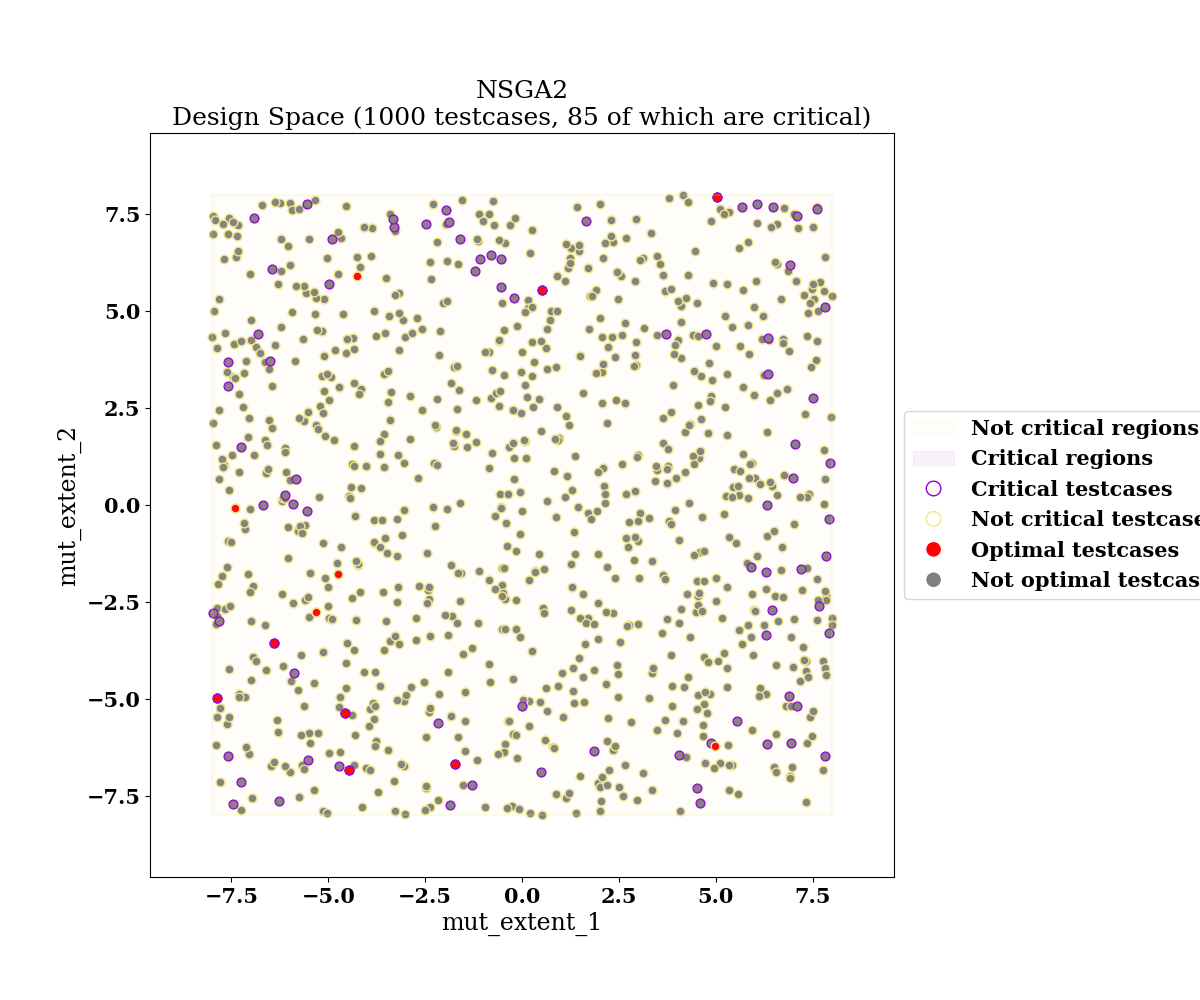 NSGA2
Design Space (1000 testcases, 85 of which are critical)
mut_extent_2
7.5
5.0
2.5
0.0
−2.5
−5.0
−7.5
−7.5
−5.0
−2.5
0.0
2.5
5.0
7.5
mut_extent_1
Not critical regions
Critical regions
Critical testcases
Not critical testcase
Optimal testcases
Not optimal testcas